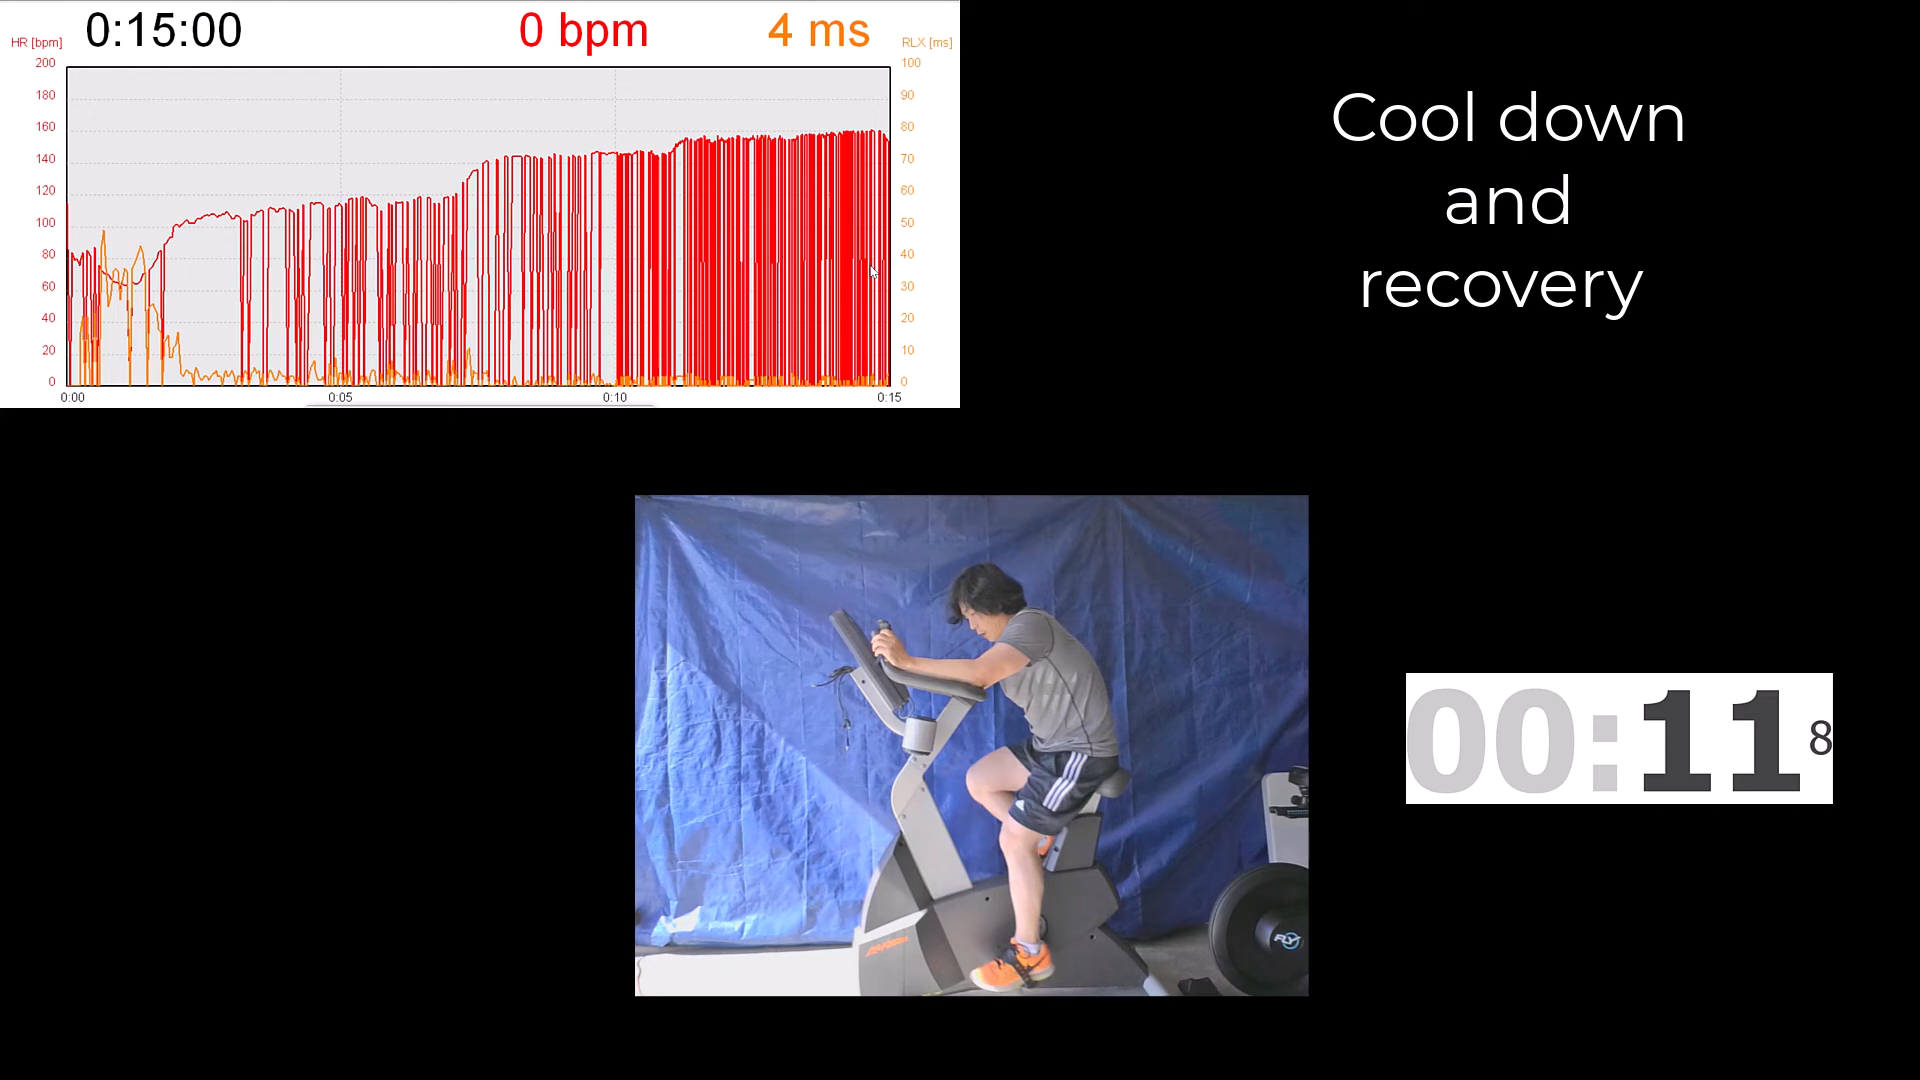 0:15:00 0 bpm 4 ms
HR [bpm] RLX [ms]
200 100
180 90
160 80
140 70
120 60
100 50
80 40
60 30
40 20
20 10
0 0
0:00 0:05 0:10 0:15
Cool down
and
recovery
00:11 8
FLY